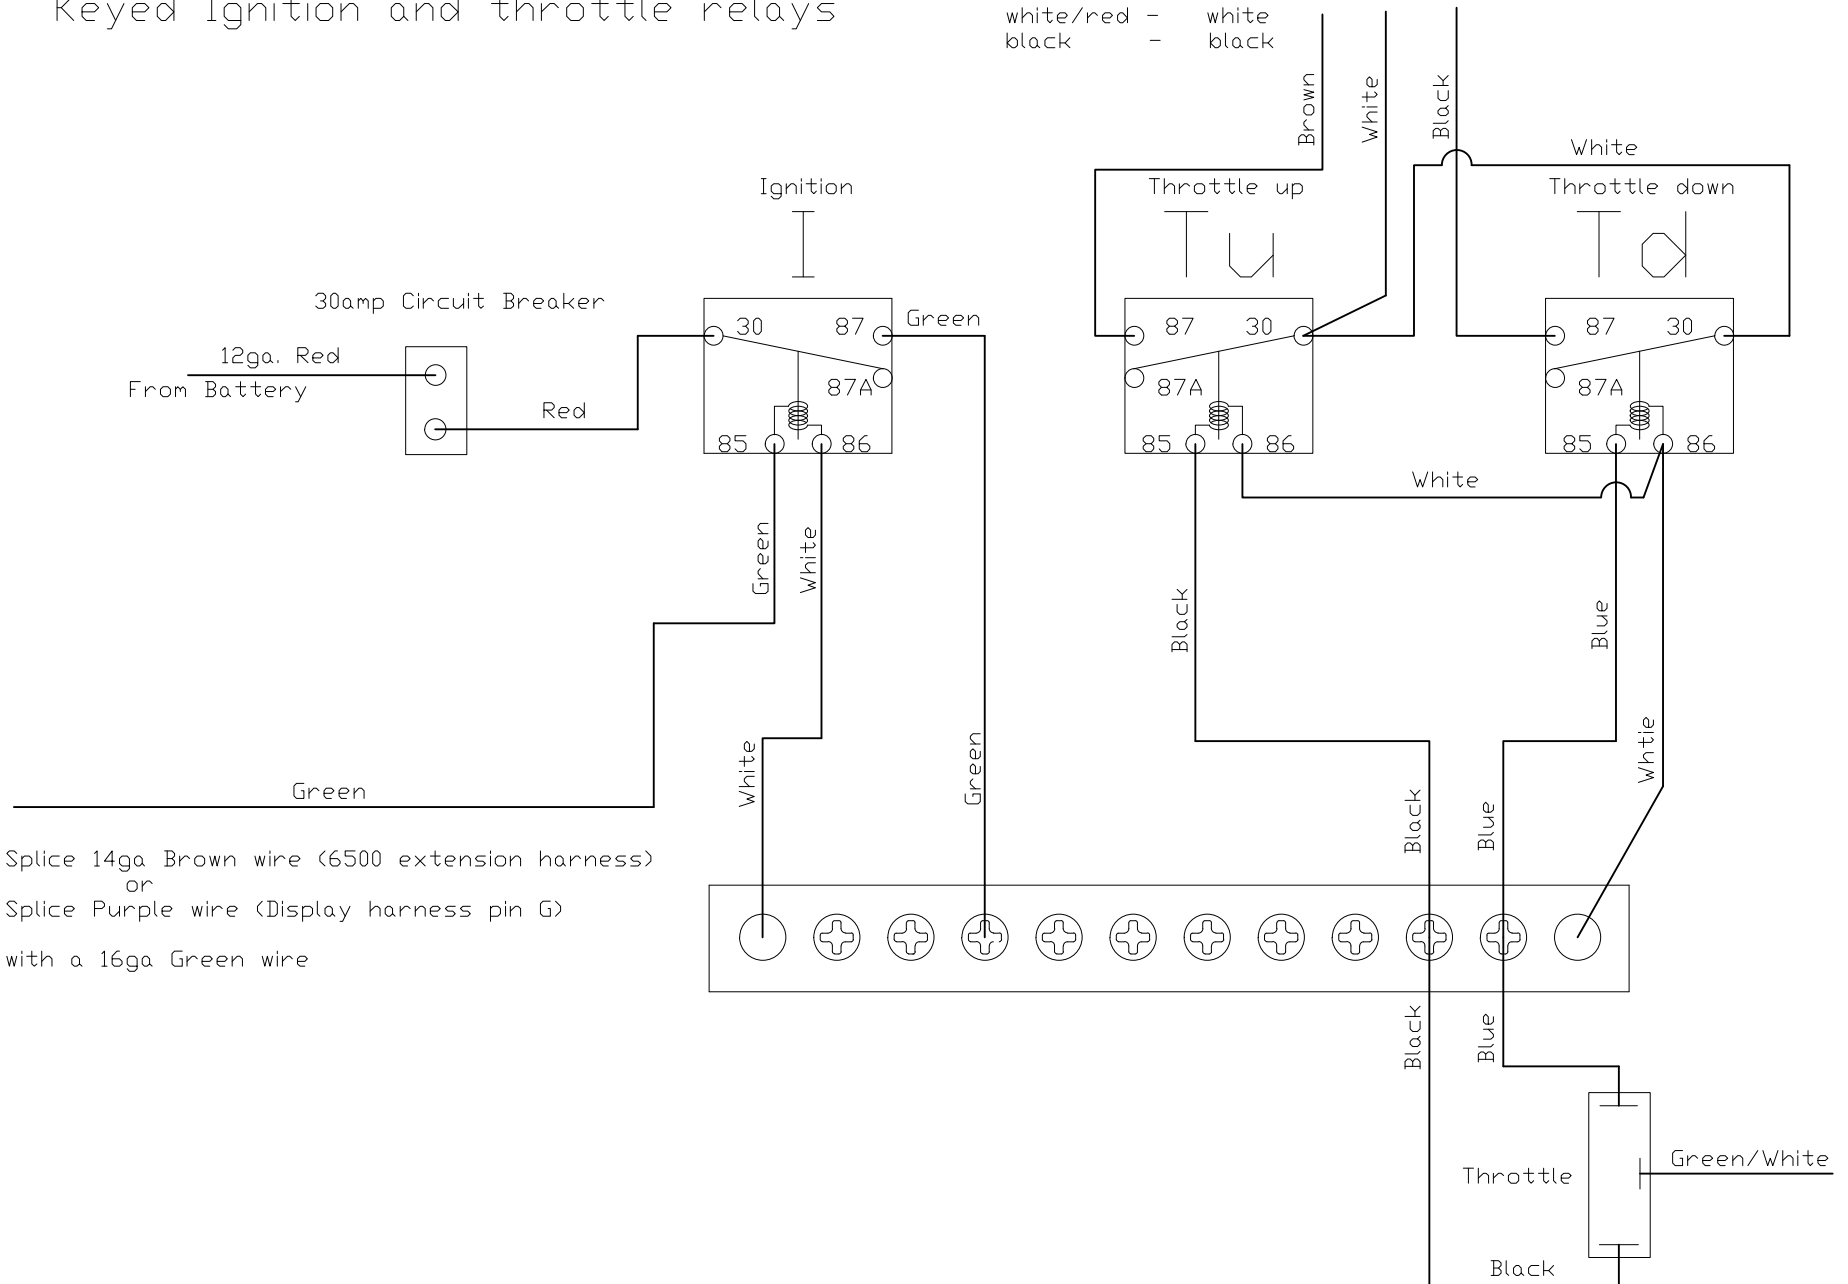 Keyed Ignition and throttle relays
white/red - white
black - black
Brown
White
Black
White
Ignition
I
Throttle up
Tu
Throttle down
Td
30amp Circuit Breaker
12ga. Red
From Battery
Red
30 87
87A
85 86
Green
87 30
87A
85 86
87 30
87A
85 86
White
Green
White
Black
Blue
Whtie
White
Green
Black
Blue
Green
Splice 14ga Brown wire (6500 extension harness)
or
Splice Purple wire (Display harness pin G)
with a 16ga Green wire
Black
Blue
Throttle
Green/White
Black